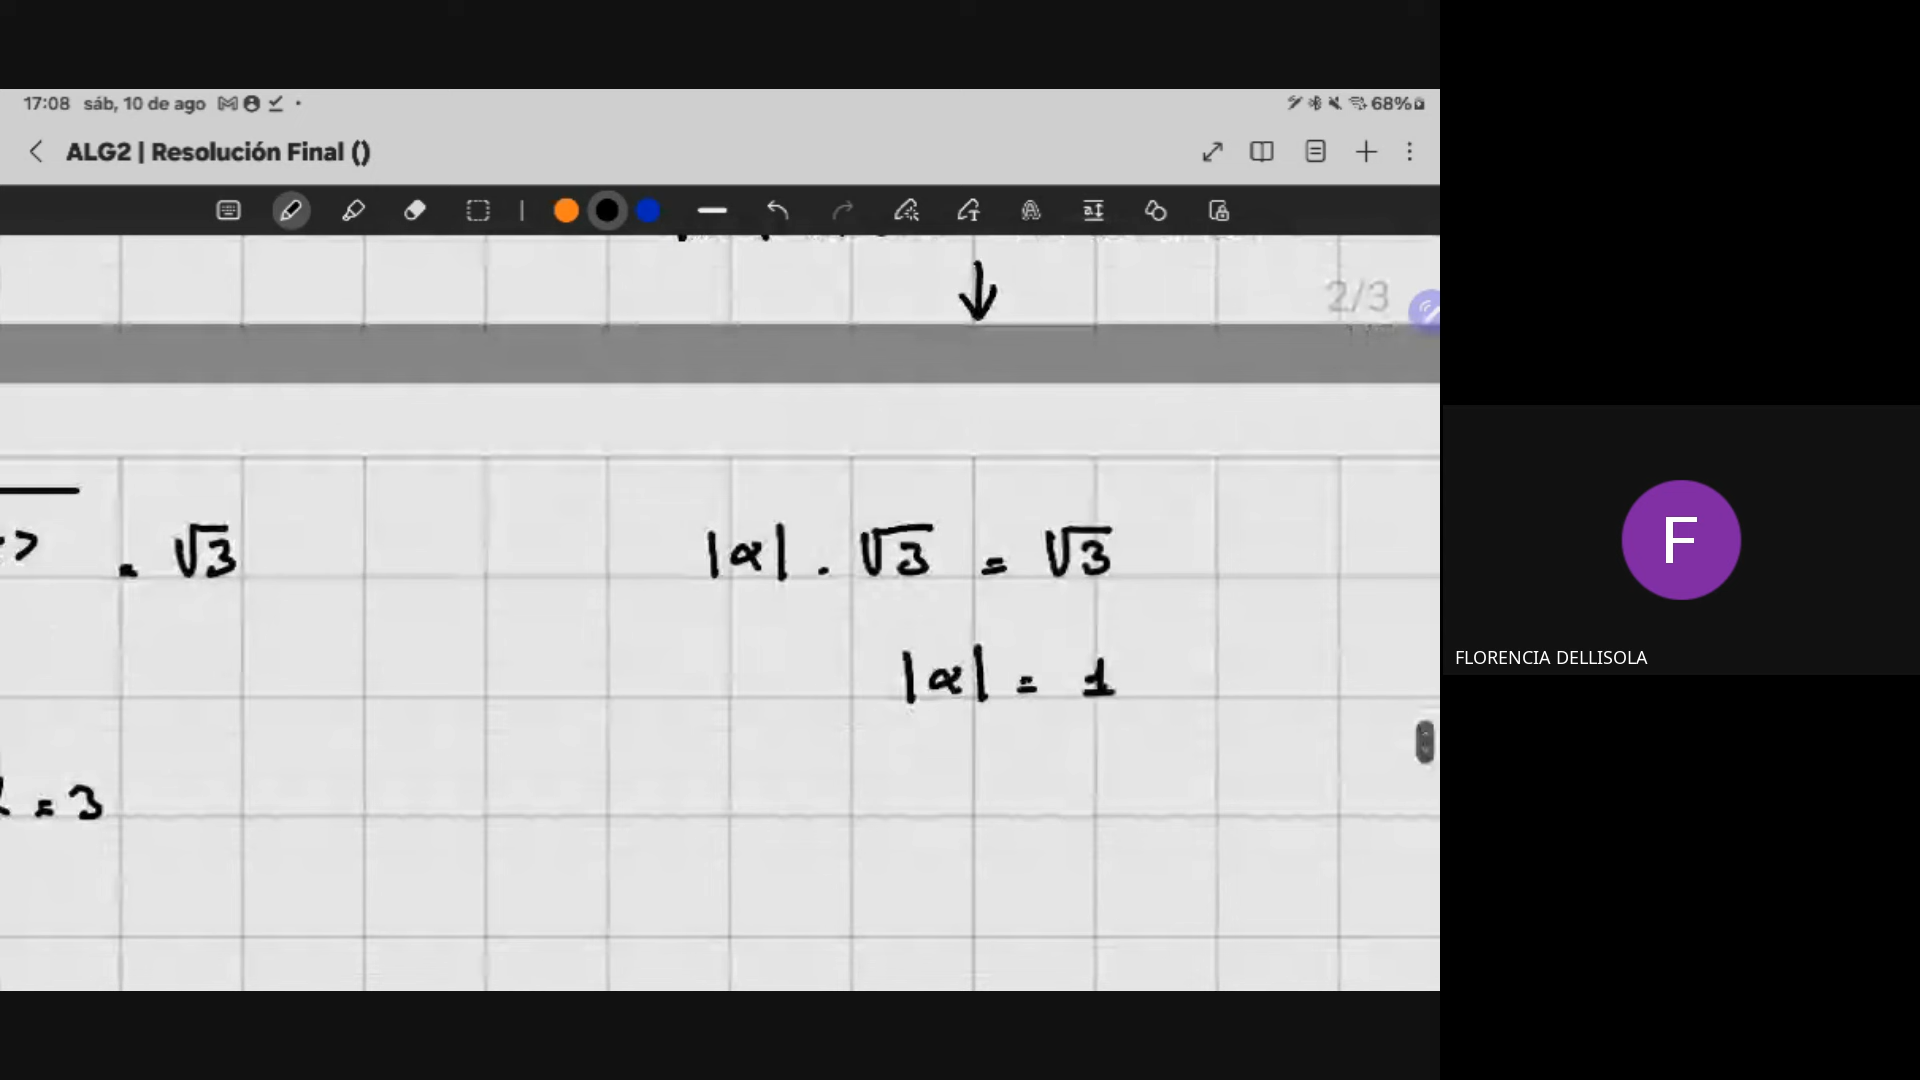 17:08 sáb, 10 de ago
68%
ALG2 | Resolución Final ()
2/3
> = √3
|α| . √3 = √3
|α| = 1
= 3
F
FLORENCIA DELLISOLA